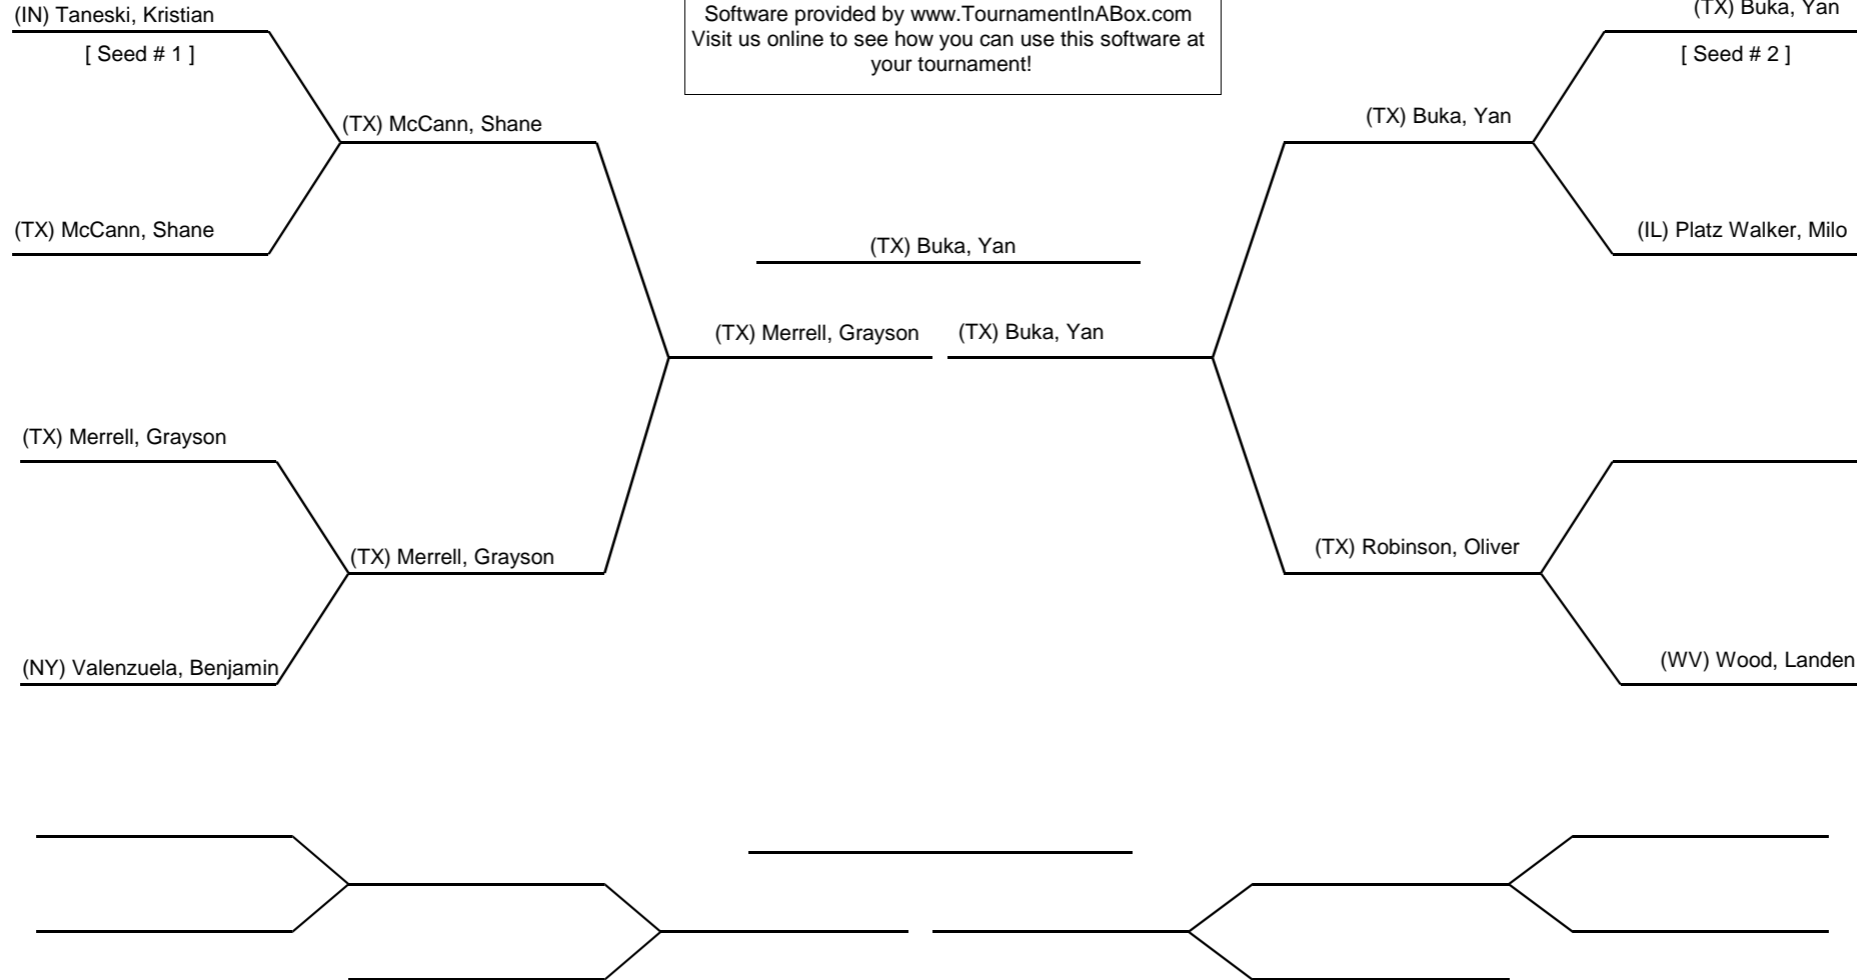 (IN) Taneski, Kristian
[ Seed # 1 ]
Software provided by www.TournamentInABox.com
Visit us online to see how you can use this software at
your tournament!
(TX) Buka, Yan
[ Seed # 2 ]
(TX) McCann, Shane
(TX) Buka, Yan
(TX) McCann, Shane
(TX) Buka, Yan
(IL) Platz Walker, Milo
(TX) Merrell, Grayson
(TX) Buka, Yan
(TX) Merrell, Grayson
(TX) Merrell, Grayson
(TX) Robinson, Oliver
(NY) Valenzuela, Benjamin
(WV) Wood, Landen